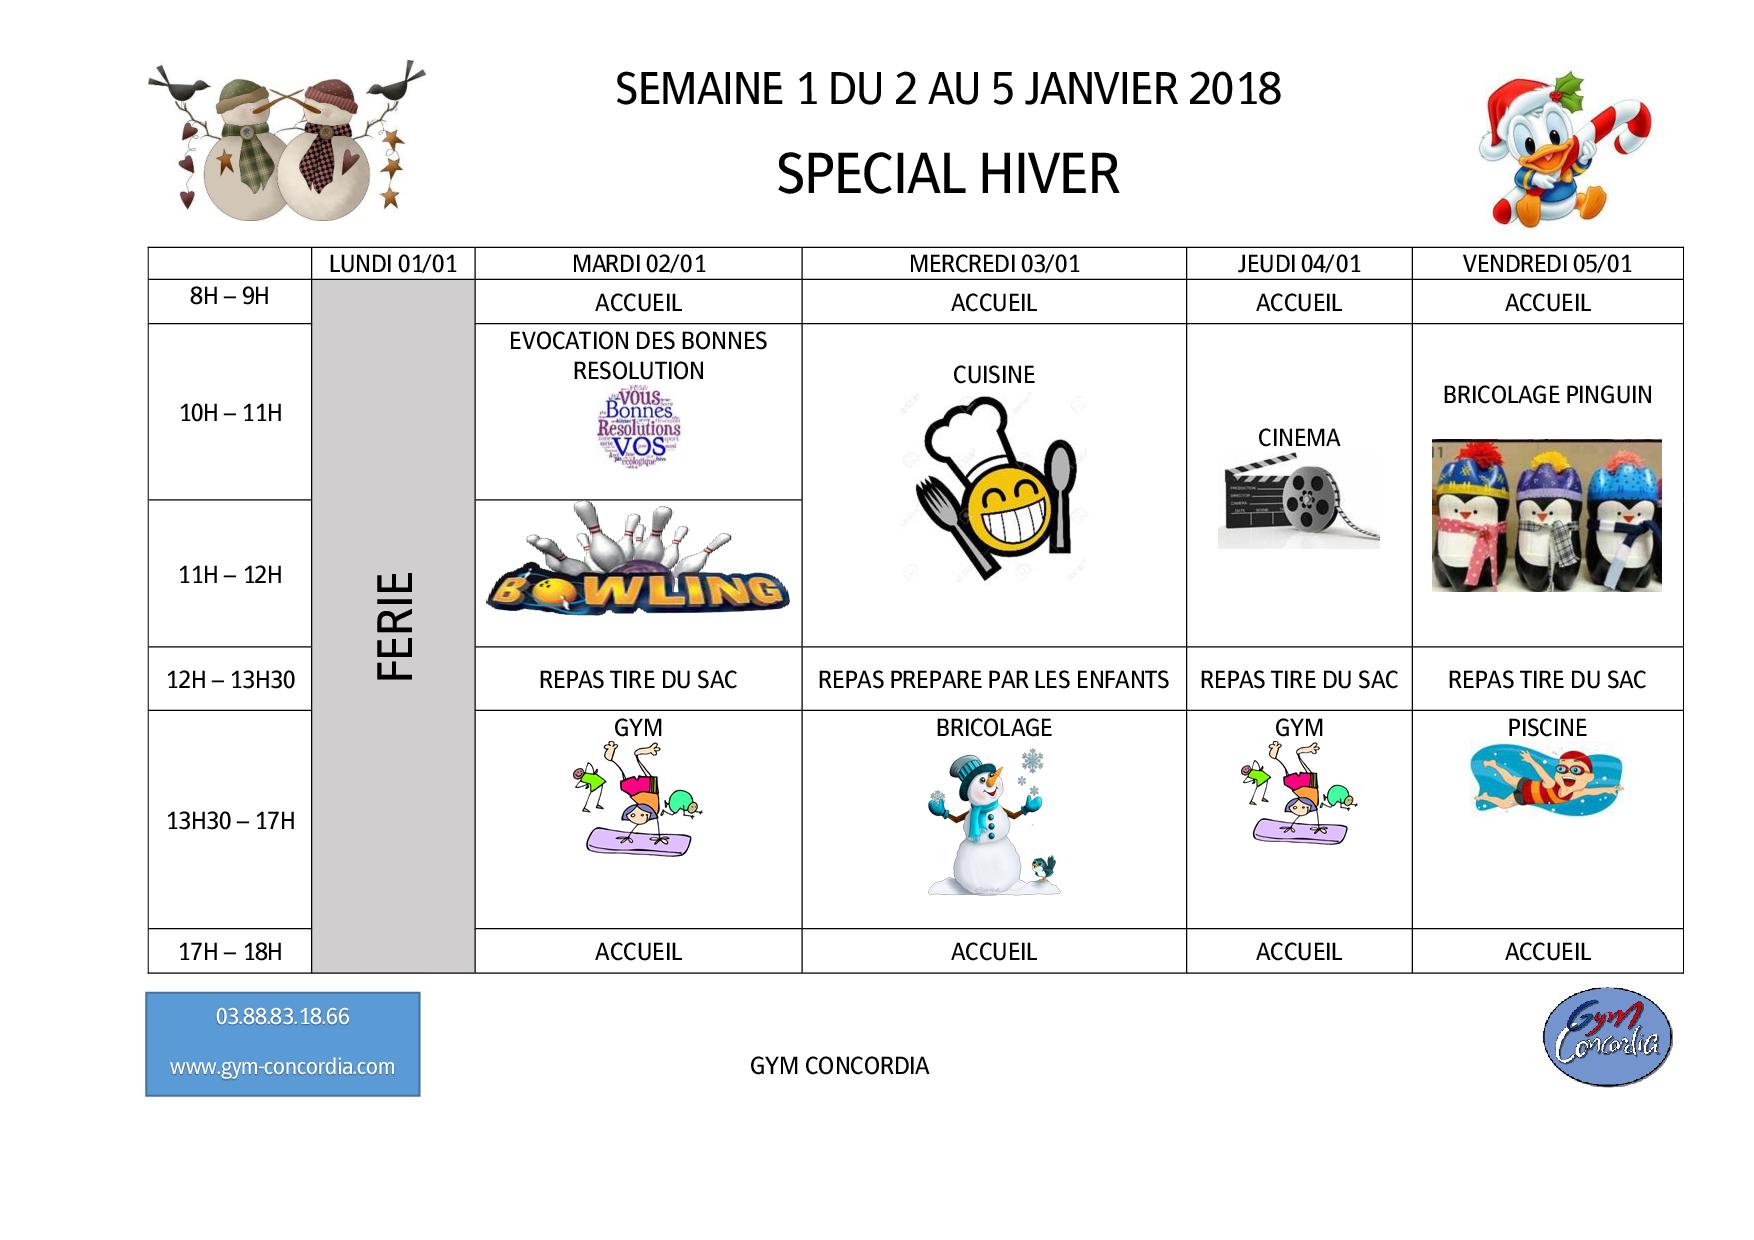 SEMAINE 1 DU 2 AU 5 JANVIER 2018
SPECIAL HIVER
LUNDI 01/01 MARDI 02/01 MERCREDI 03/01 JEUDI 04/01 VENDREDI 05/01
8H – 9H ACCUEIL ACCUEIL ACCUEIL ACCUEIL
FERIE
10H – 11H
EVOCATION DES BONNES
RESOLUTION
vous
Bonnes
Resolutions
vos
ecologique
CUISINE
CINEMA
BRICOLAGE PINGUIN
11H – 12H
BOWLING
12H – 13H30 REPAS TIRE DU SAC REPAS PREPARE PAR LES ENFANTS REPAS TIRE DU SAC REPAS TIRE DU SAC
13H30 – 17H GYM BRICOLAGE GYM PISCINE
17H – 18H ACCUEIL ACCUEIL ACCUEIL ACCUEIL
03.88.83.18.66
www.gym-concordia.com
GYM CONCORDIA
Gym
Concordia